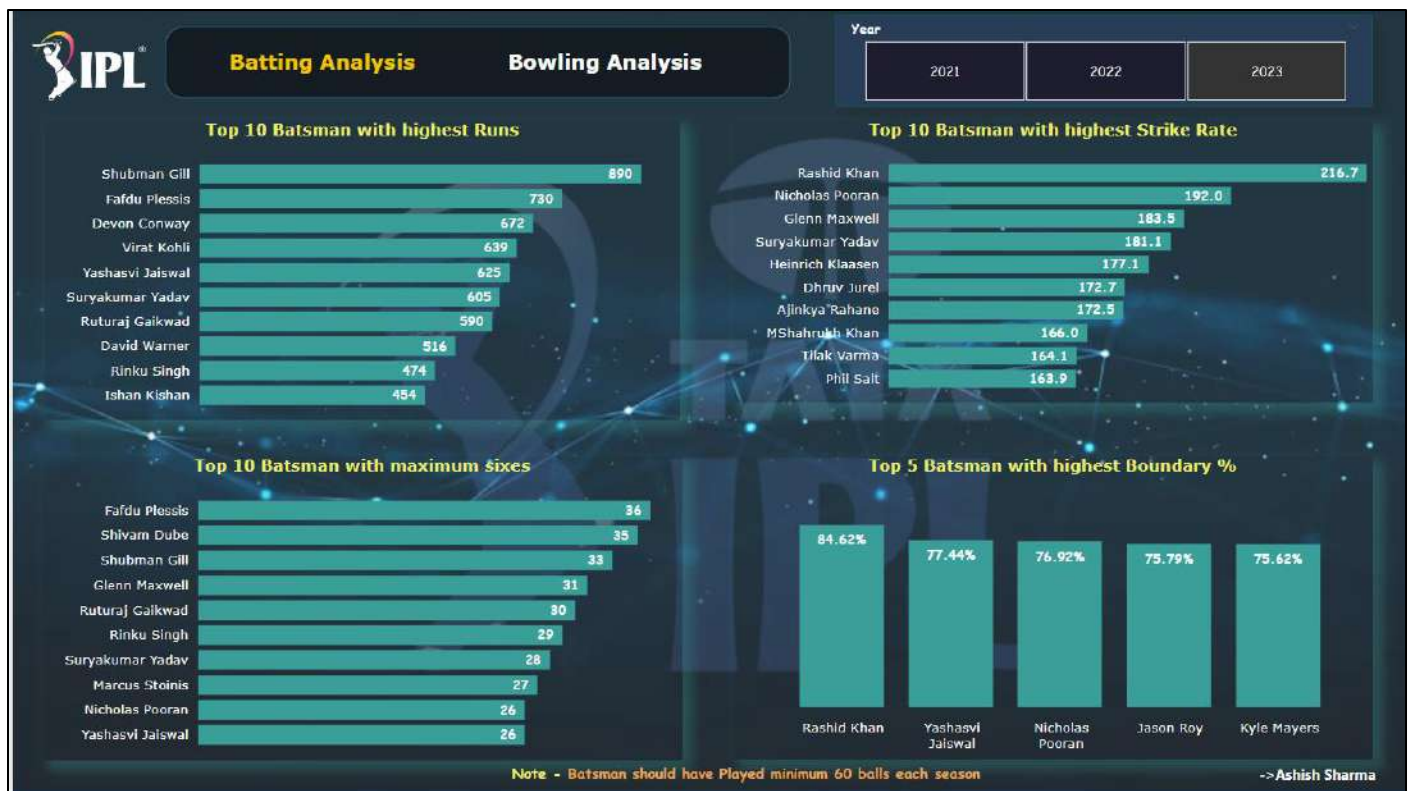 IPL
Batting Analysis
Bowling Analysis
Year
2021
2022
2023
Top 10 Batsman with highest Runs
Shubman Gill 890
Fafdu Plessis 730
Devon Conway 672
Virat Kohli 639
Yashasvi Jaiswal 625
Suryakumar Yadav 605
Ruturaj Gaikwad 590
David Warner 516
Rinku Singh 474
Ishan Kishan 454
Top 10 Batsman with highest Strike Rate
Rashid Khan 216.7
Nicholas Pooran 192.0
Glenn Maxwell 183.5
Suryakumar Yadav 181.1
Heinrich Klaasen 177.1
Dhruv Jurel 172.7
Ajinkya Rahane 172.5
MShahrukh Khan 166.0
Tilak Varma 164.1
Phil Salt 163.9
Top 10 Batsman with maximum sixes
Fafdu Plessis 36
Shivam Dube 35
Shubman Gill 33
Glenn Maxwell 31
Ruturaj Gaikwad 30
Rinku Singh 29
Suryakumar Yadav 28
Marcus Stoinis 27
Nicholas Pooran 26
Yashasvi Jaiswal 26
Top 5 Batsman with highest Boundary %
84.62% 77.44% 76.92% 75.79% 75.62%
Rashid Khan
Yashasvi
Jaiswal
Nicholas
Pooran
Jason Roy
Kyle Mayers
TATA
IPL
Note - Batsman should have Played minimum 60 balls each season
->Ashish Sharma